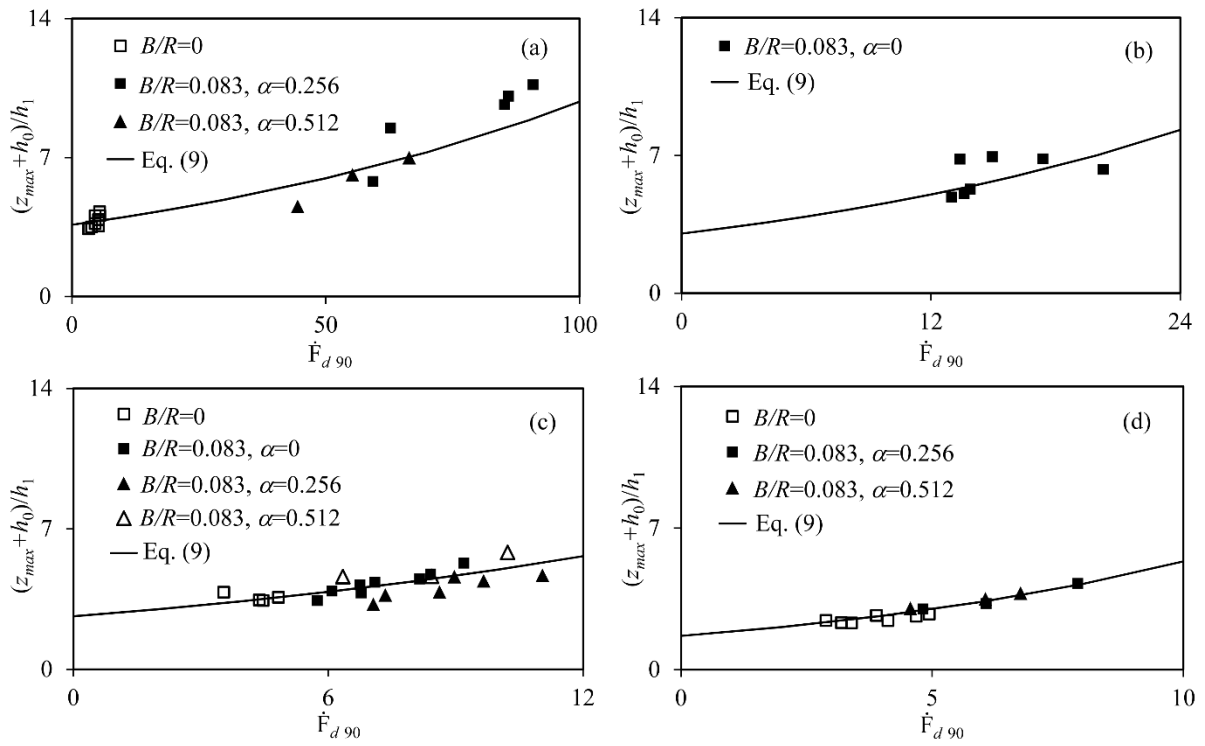 14
(a)
B/R=0
B/R=0.083, α=0.256
B/R=0.083, α=0.512
Eq. (9)
7
0
(z_max+h_0)/h_1
0 50 100
Ḟ_d 90
14
(b)
B/R=0.083, α=0
Eq. (9)
7
0
(z_max+h_0)/h_1
0 12 24
Ḟ_d 90
14
(c)
B/R=0
B/R=0.083, α=0
B/R=0.083, α=0.256
B/R=0.083, α=0.512
Eq. (9)
7
0
(z_max+h_0)/h_1
0 6 12
Ḟ_d 90
14
(d)
B/R=0
B/R=0.083, α=0.256
B/R=0.083, α=0.512
Eq. (9)
7
0
(z_max+h_0)/h_1
0 5 10
Ḟ_d 90